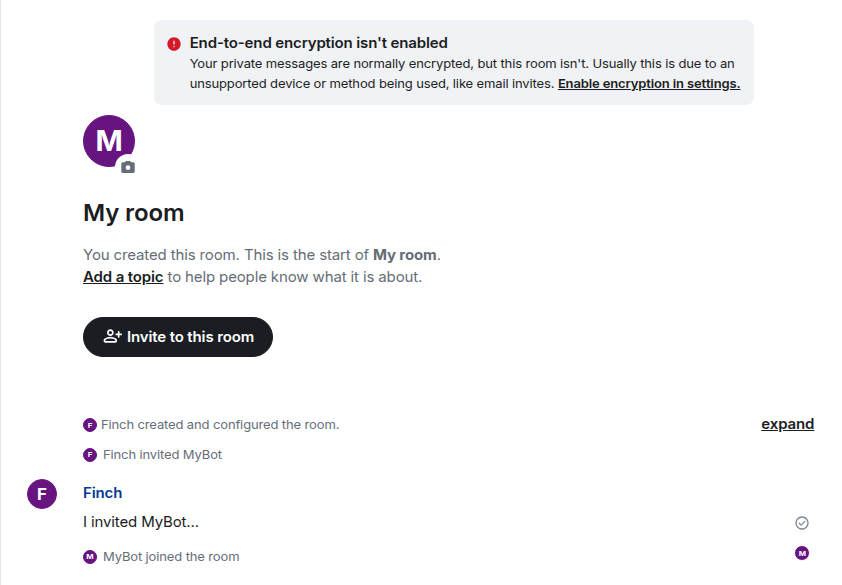 End-to-end encryption isn't enabled
Your private messages are normally encrypted, but this room isn't. Usually this is due to an
unsupported device or method being used, like email invites. Enable encryption in settings.
M
My room
You created this room. This is the start of My room.
Add a topic to help people know what it is about.
Invite to this room
F Finch created and configured the room. expand
F Finch invited MyBot
F Finch
I invited MyBot...
M MyBot joined the room M